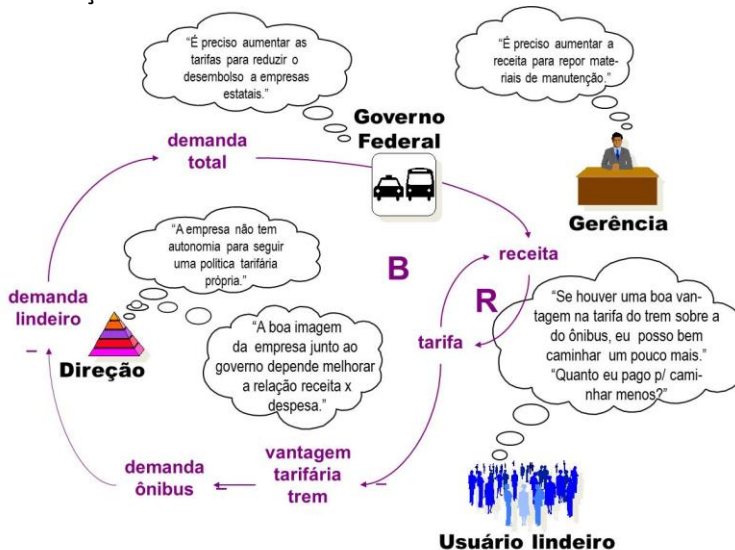 “É preciso aumentar as
tarifas para reduzir o
desembolso a empresas
estatais.”
“É preciso aumentar a
receita para repor mate-
riais de manutenção.”
Governo
Federal
demanda
total
Gerência
“A empresa não tem
autonomia para seguir
uma política tarifária
própria.”
B
receita
demanda
lindeiro
–
Direção
“A boa imagem
da empresa junto ao
governo depende melhorar
a relação receita x
despesa.”
tarifa
R
“Se houver uma boa van-
tagem na tarifa do trem sobre a
do ônibus, eu posso bem
caminhar um pouco mais.”
“Quanto eu pago p/ cami-
nhar menos?”
demanda
ônibus
–
vantagem
tarifária
trem
–
Usuário lindeiro